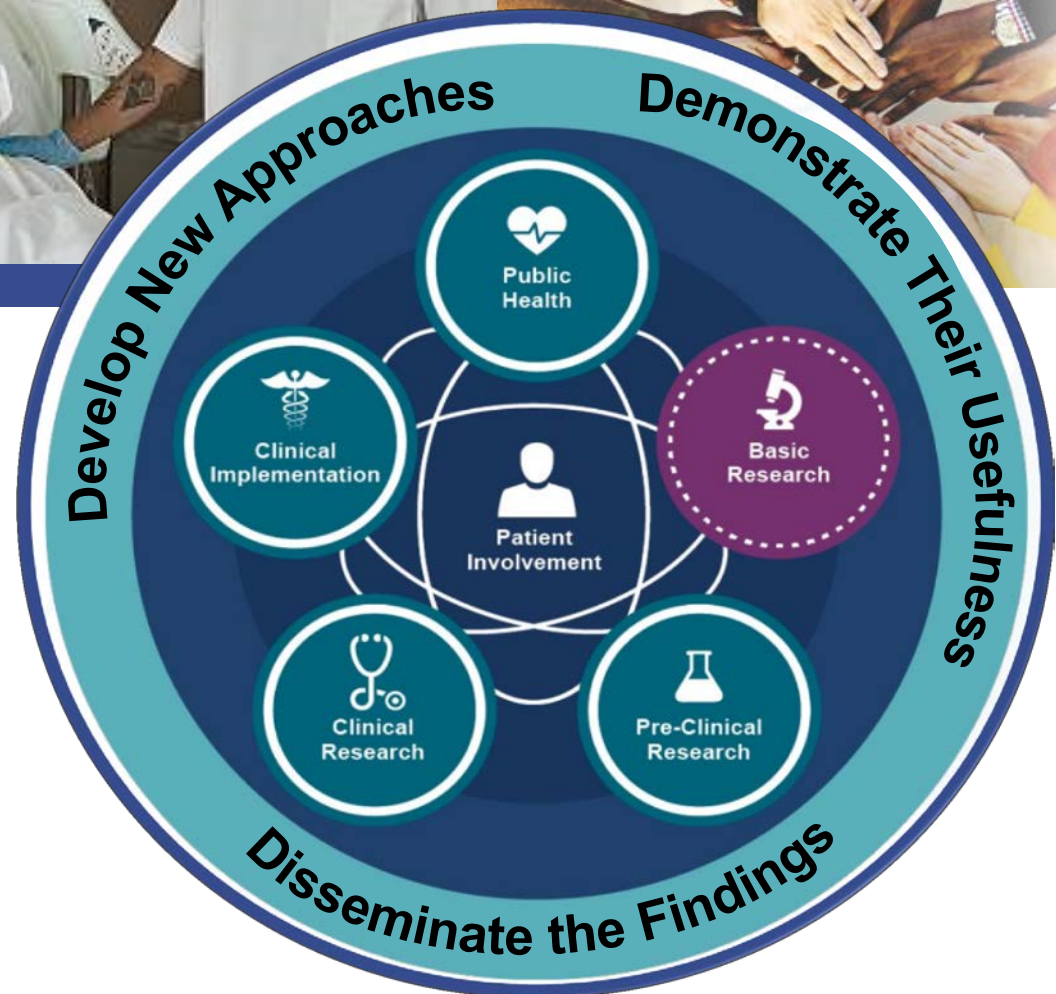 Develop New Approaches
Demonstrate Their Usefulness
Public
Health
Clinical
Implementation
Basic
Research
Patient
Involvement
Clinical
Research
Pre-Clinical
Research
Disseminate the Findings